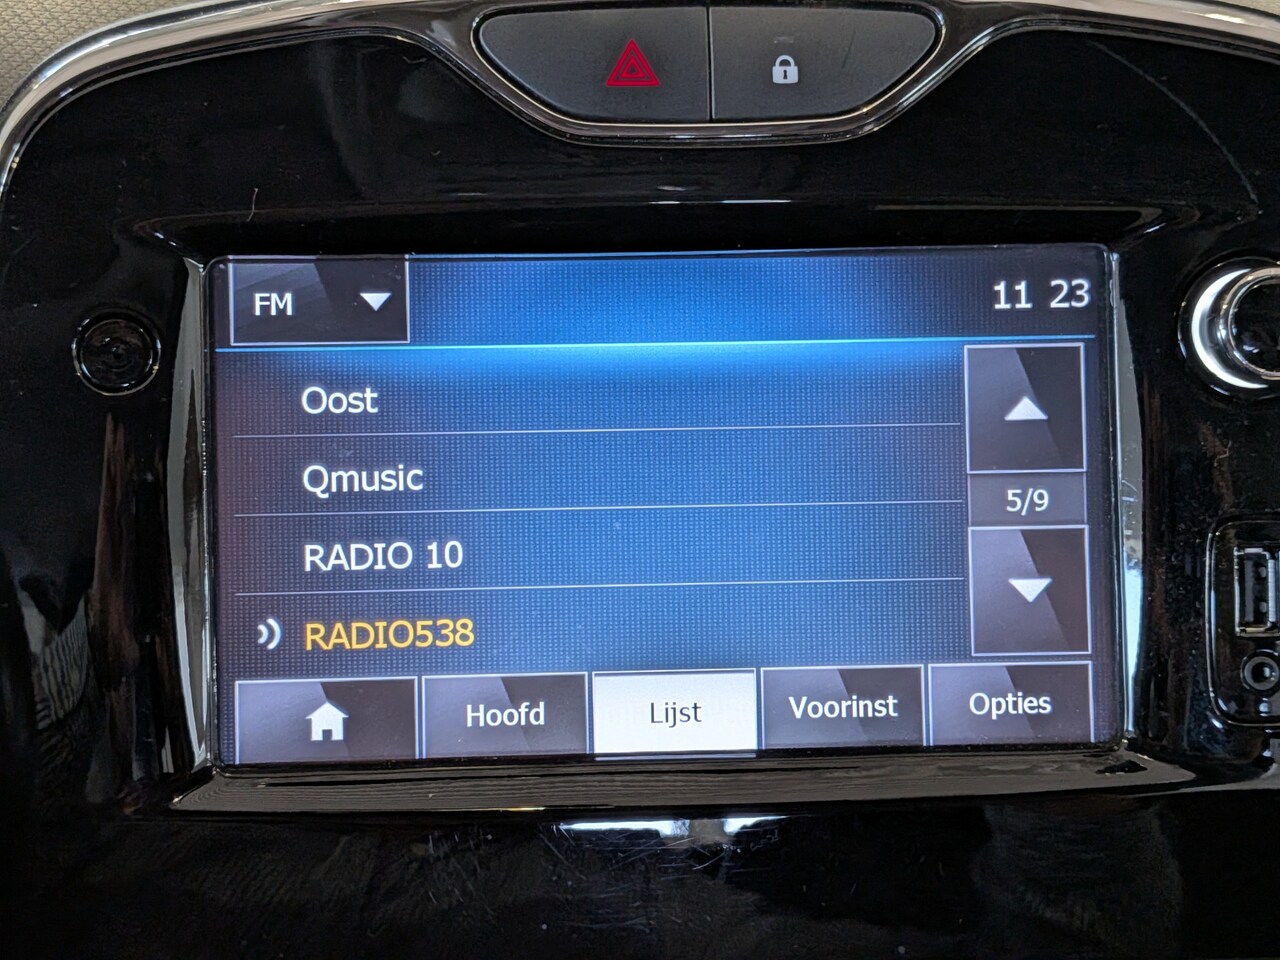 FM
11 23
Oost
Qmusic
RADIO 10
RADIO538
5/9
Hoofd
Lijst
Voorinst
Opties